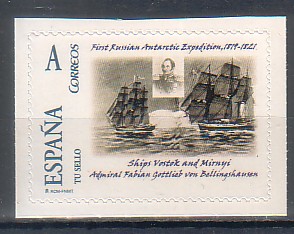 A
CORREOS
ESPAÑA
TU SELLO
First Russian Antarctic Expedition, 1819-1821
Ships Vostok and Mirnyi
Admiral Fabian Gottlieb von Bellingshausen